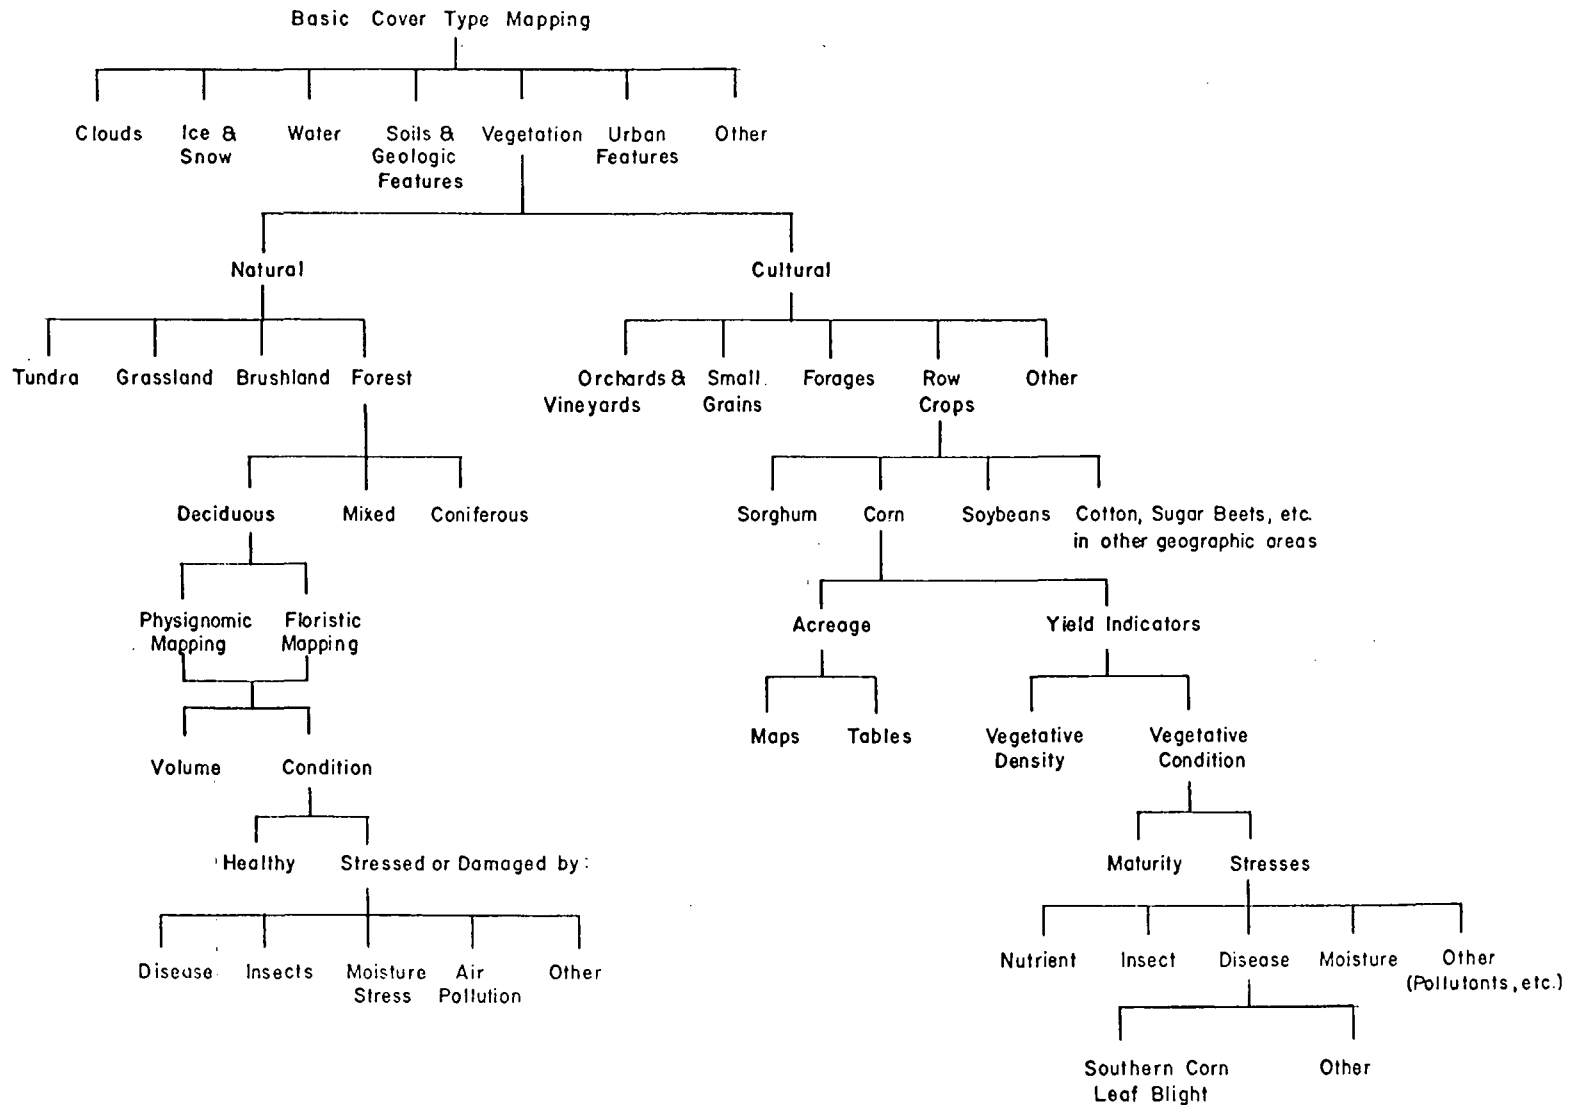 Basic Cover Type Mapping
Clouds
Ice &
Snow
Water
Soils &
Geologic
Features
Vegetation
Urban
Features
Other
Natural
Cultural
Tundra
Grassland
Brushland
Forest
Orchards &
Vineyards
Small
Grains
Forages
Row
Crops
Other
Deciduous
Mixed
Coniferous
Sorghum
Corn
Soybeans
Cotton, Sugar Beets, etc.
in other geographic areas
Physignomic
Mapping
Floristic
Mapping
Acreage
Yield Indicators
Maps
Tables
Vegetative
Density
Vegetative
Condition
Volume
Condition
Healthy
Stressed or Damaged by:
Maturity
Stresses
Disease
Insects
Moisture
Stress
Air
Pollution
Other
Nutrient
Insect
Disease
Moisture
Other
(Pollutants, etc.)
Southern Corn
Leaf Blight
Other